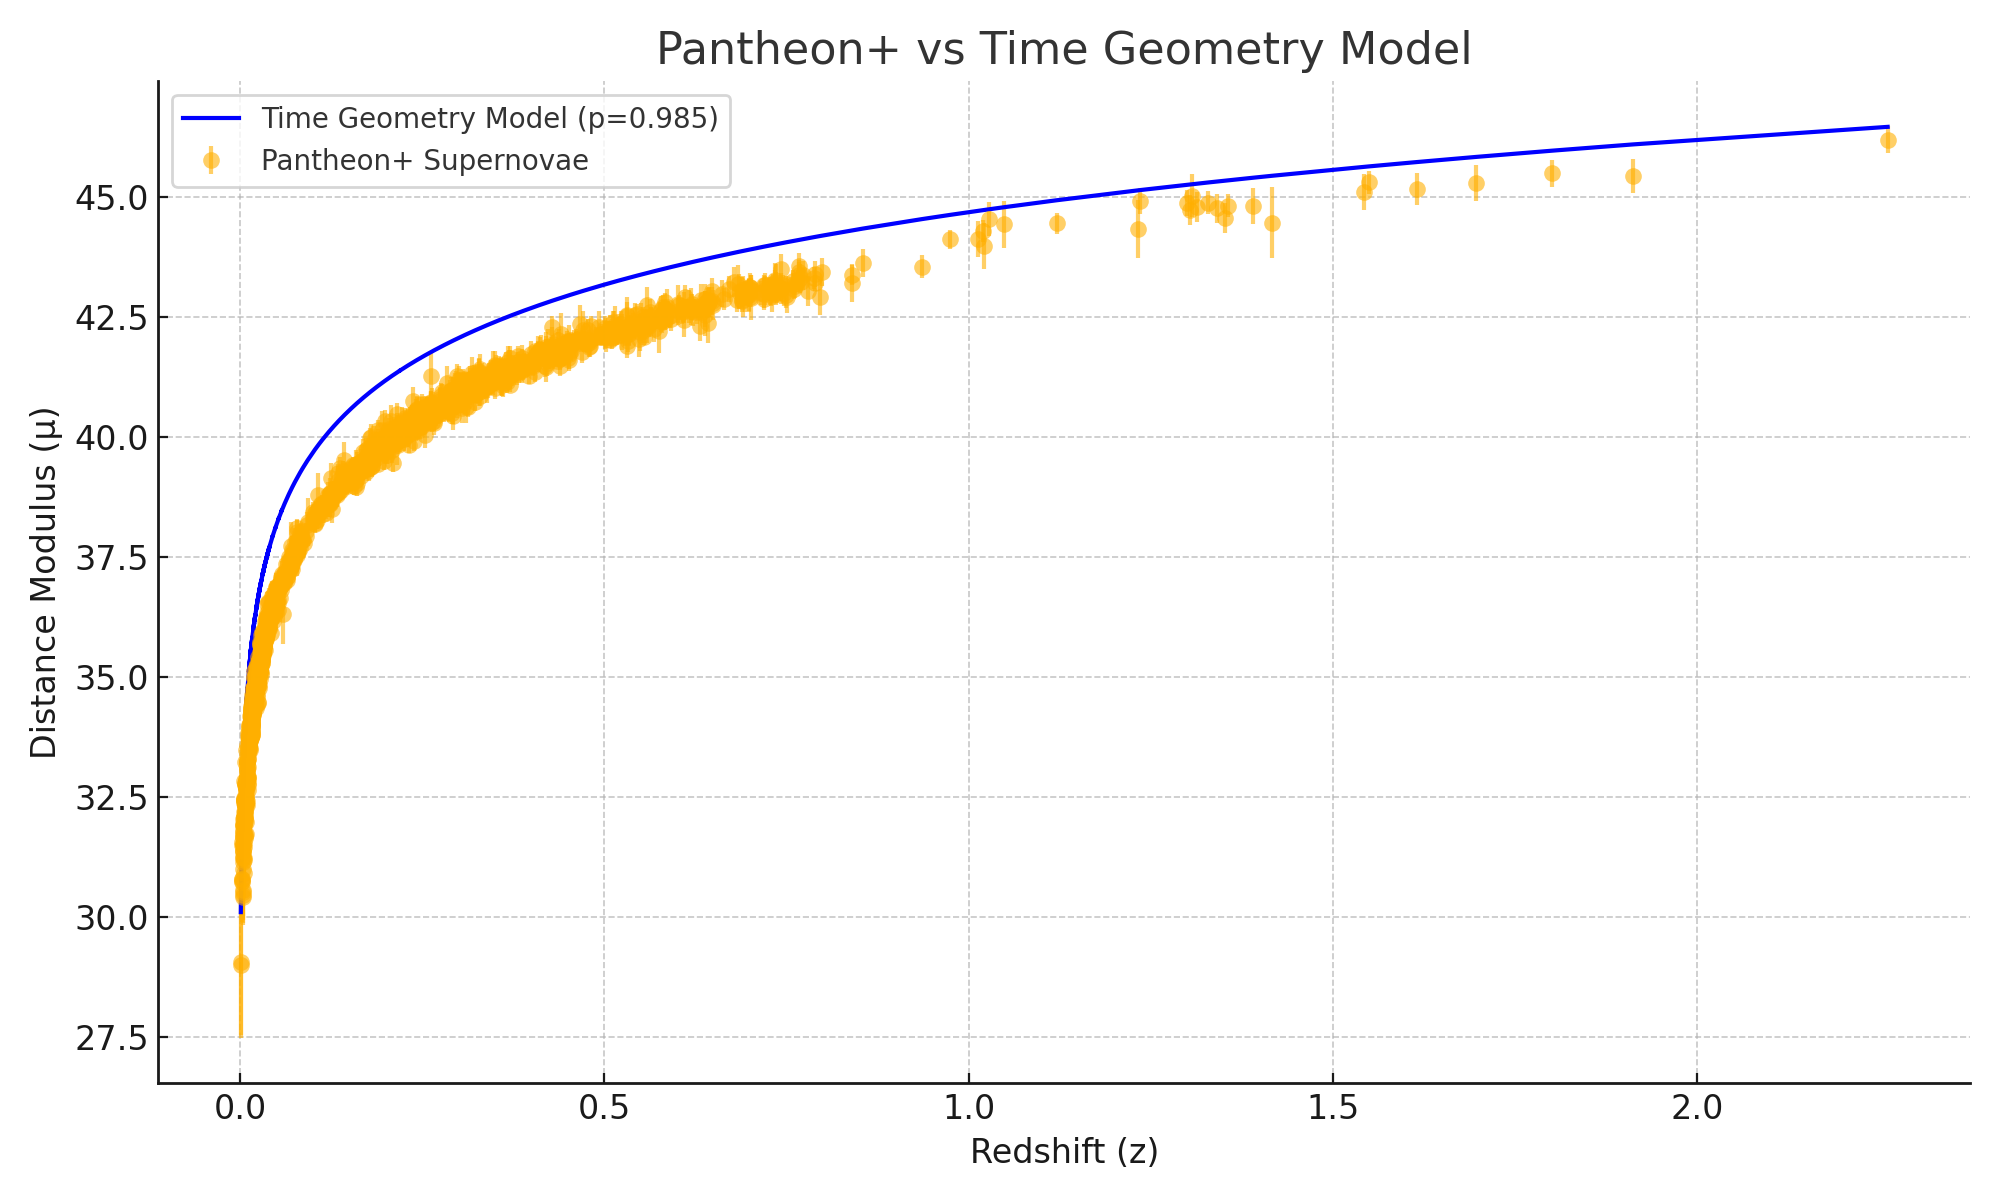 Pantheon+ vs Time Geometry Model
Time Geometry Model (p=0.985)
Pantheon+ Supernovae
Distance Modulus (μ)
45.0
42.5
40.0
37.5
35.0
32.5
30.0
27.5
0.0 0.5 1.0 1.5 2.0
Redshift (z)